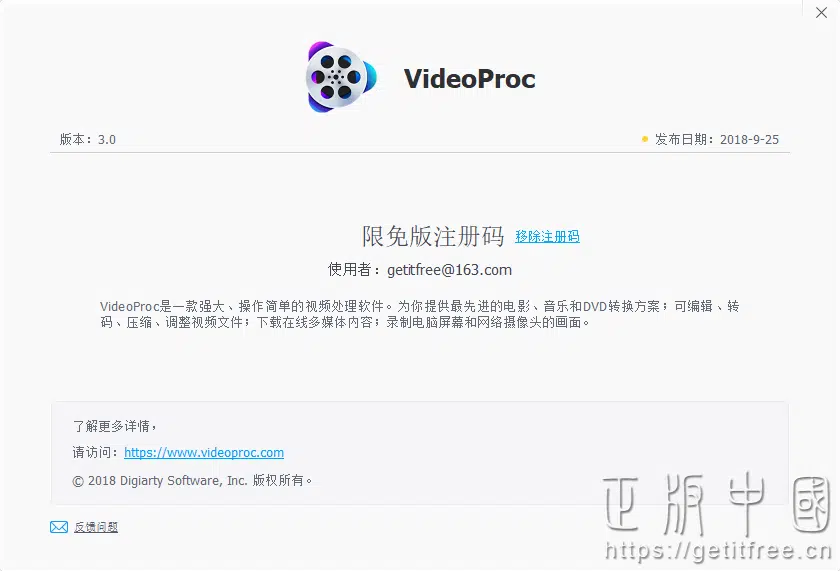 VideoProc
版本：3.0
发布日期：2018-9-25
限免版注册码 移除注册码
使用者：getitfree@163.com
VideoProc是一款强大、操作简单的视频处理软件。为你提供最先进的电影、音乐和DVD转换方案；可编辑、转
码、压缩、调整视频文件；下载在线多媒体内容；录制电脑屏幕和网络摄像头的画面。
了解更多详情，
请访问：https://www.videoproc.com
© 2018 Digiarty Software, Inc. 版权所有。
反馈问题
正版中國
https://getitfree.cn